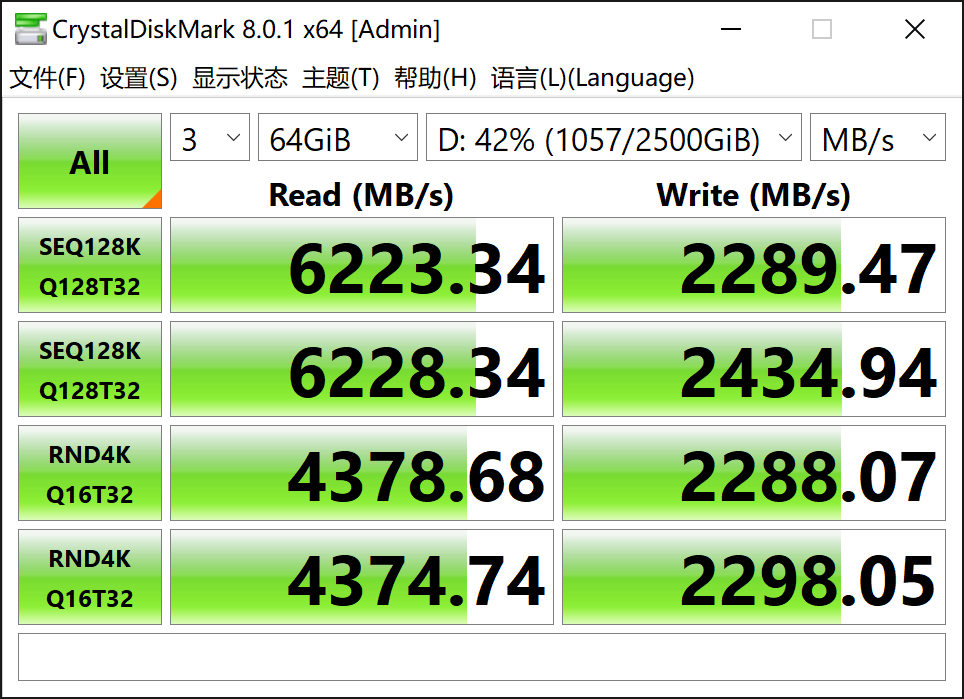 CrystalDiskMark 8.0.1 x64 [Admin]
文件(F) 设置(S) 显示状态 主题(T) 帮助(H) 语言(L)(Language)
All 3 64GiB D: 42% (1057/2500GiB) MB/s
Read (MB/s) Write (MB/s)
SEQ128K
Q128T32 6223.34 2289.47
SEQ128K
Q128T32 6228.34 2434.94
RND4K
Q16T32 4378.68 2288.07
RND4K
Q16T32 4374.74 2298.05